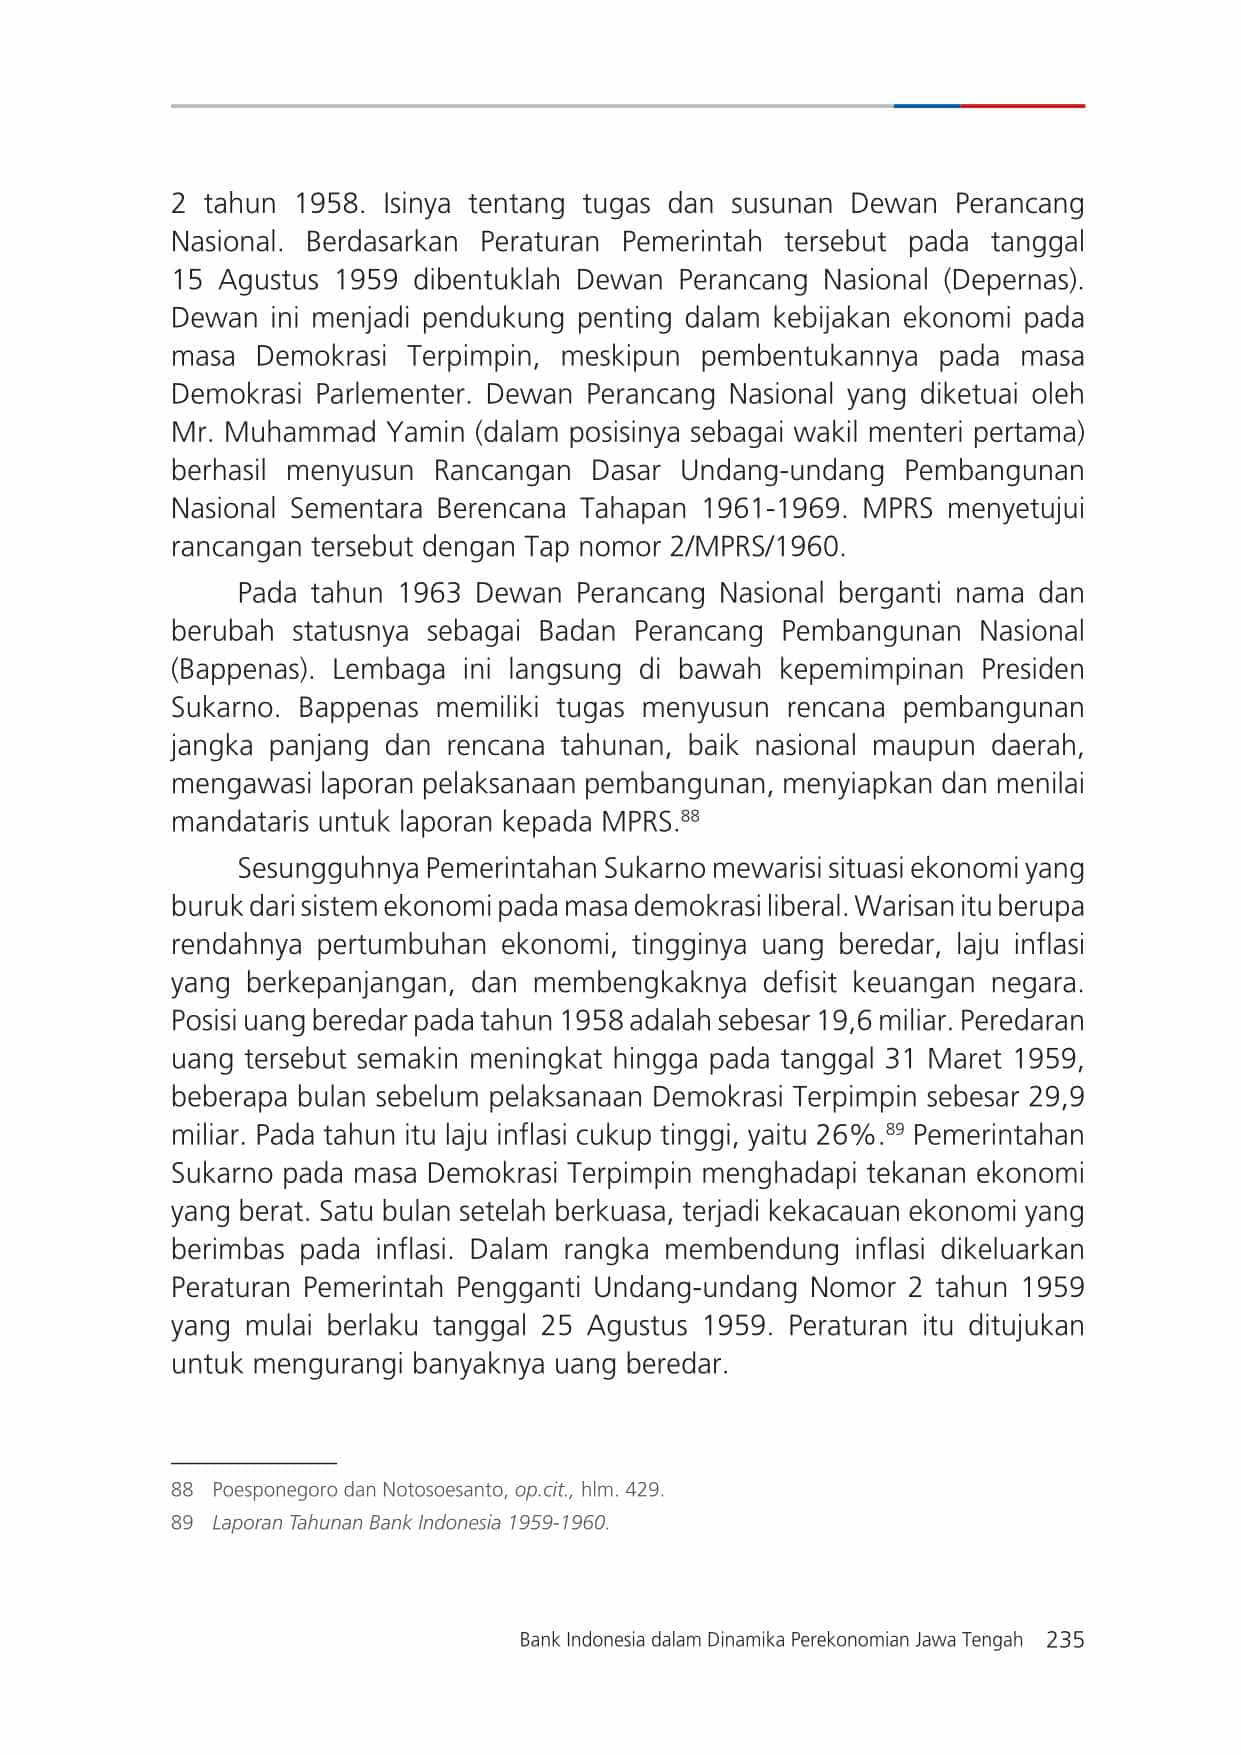 2 tahun 1958. Isinya tentang tugas dan susunan Dewan Perancang
Nasional. Berdasarkan Peraturan Pemerintah tersebut pada tanggal
15 Agustus 1959 dibentuklah Dewan Perancang Nasional (Depernas).
Dewan ini menjadi pendukung penting dalam kebijakan ekonomi pada
masa Demokrasi Terpimpin, meskipun pembentukannya pada masa
Demokrasi Parlementer. Dewan Perancang Nasional yang diketuai oleh
Mr. Muhammad Yamin (dalam posisinya sebagai wakil menteri pertama)
berhasil menyusun Rancangan Dasar Undang-undang Pembangunan
Nasional Sementara Berencana Tahapan 1961-1969. MPRS menyetujui
rancangan tersebut dengan Tap nomor 2/MPRS/1960.
Pada tahun 1963 Dewan Perancang Nasional berganti nama dan
berubah statusnya sebagai Badan Perancang Pembangunan Nasional
(Bappenas). Lembaga ini langsung di bawah kepemimpinan Presiden
Sukarno. Bappenas memiliki tugas menyusun rencana pembangunan
jangka panjang dan rencana tahunan, baik nasional maupun daerah,
mengawasi laporan pelaksanaan pembangunan, menyiapkan dan menilai
mandataris untuk laporan kepada MPRS.88
Sesungguhnya Pemerintahan Sukarno mewarisi situasi ekonomi yang
buruk dari sistem ekonomi pada masa demokrasi liberal. Warisan itu berupa
rendahnya pertumbuhan ekonomi, tingginya uang beredar, laju inflasi
yang berkepanjangan, dan membengkaknya defisit keuangan negara.
Posisi uang beredar pada tahun 1958 adalah sebesar 19,6 miliar. Peredaran
uang tersebut semakin meningkat hingga pada tanggal 31 Maret 1959,
beberapa bulan sebelum pelaksanaan Demokrasi Terpimpin sebesar 29,9
miliar. Pada tahun itu laju inflasi cukup tinggi, yaitu 26%.89 Pemerintahan
Sukarno pada masa Demokrasi Terpimpin menghadapi tekanan ekonomi
yang berat. Satu bulan setelah berkuasa, terjadi kekacauan ekonomi yang
berimbas pada inflasi. Dalam rangka membendung inflasi dikeluarkan
Peraturan Pemerintah Pengganti Undang-undang Nomor 2 tahun 1959
yang mulai berlaku tanggal 25 Agustus 1959. Peraturan itu ditujukan
untuk mengurangi banyaknya uang beredar.
88 Poesponegoro dan Notosoesanto, op.cit., hlm. 429.
89 Laporan Tahunan Bank Indonesia 1959-1960.
Bank Indonesia dalam Dinamika Perekonomian Jawa Tengah 235